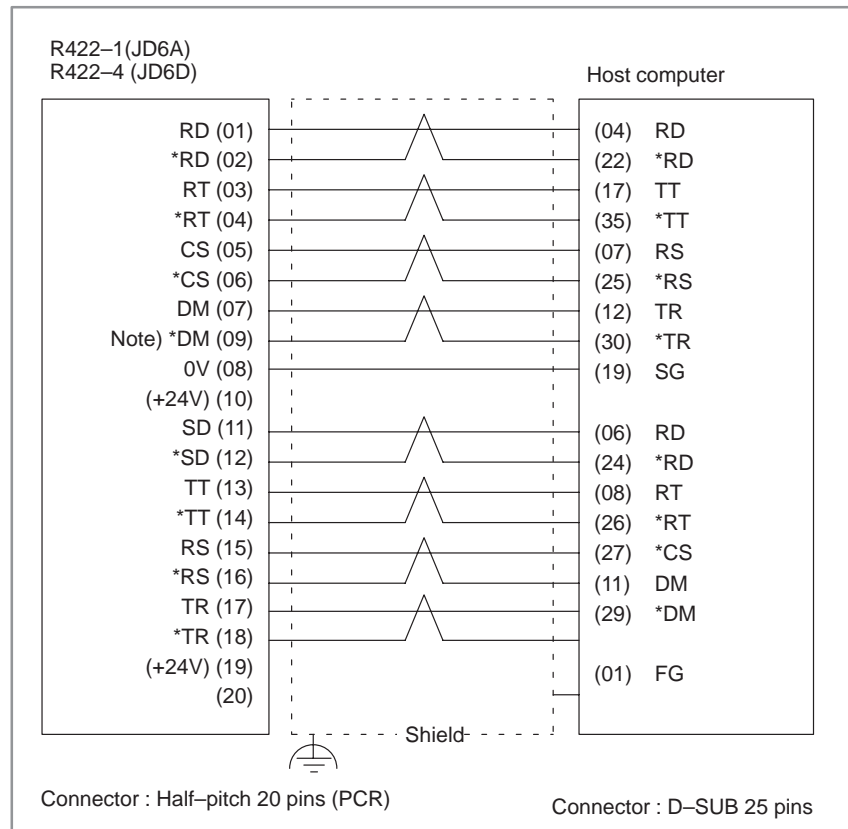 R422–1(JD6A)
R422–4 (JD6D)
Host computer
RD (01) (04) RD
*RD (02) (22) *RD
RT (03) (17) TT
*RT (04) (35) *TT
CS (05) (07) RS
*CS (06) (25) *RS
DM (07) (12) TR
Note) *DM (09) (30) *TR
0V (08) (19) SG
(+24V) (10)
SD (11) (06) RD
*SD (12) (24) *RD
TT (13) (08) RT
*TT (14) (26) *RT
RS (15) (27) *CS
*RS (16) (11) DM
TR (17) (29) *DM
*TR (18)
(+24V) (19) (01) FG
(20)
Shield
Connector : Half–pitch 20 pins (PCR)
Connector : D–SUB 25 pins